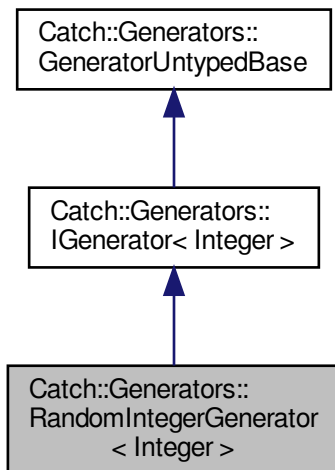 Catch::Generators::
GeneratorUntypedBase
Catch::Generators::
IGenerator< Integer >
Catch::Generators::
RandomIntegerGenerator
< Integer >